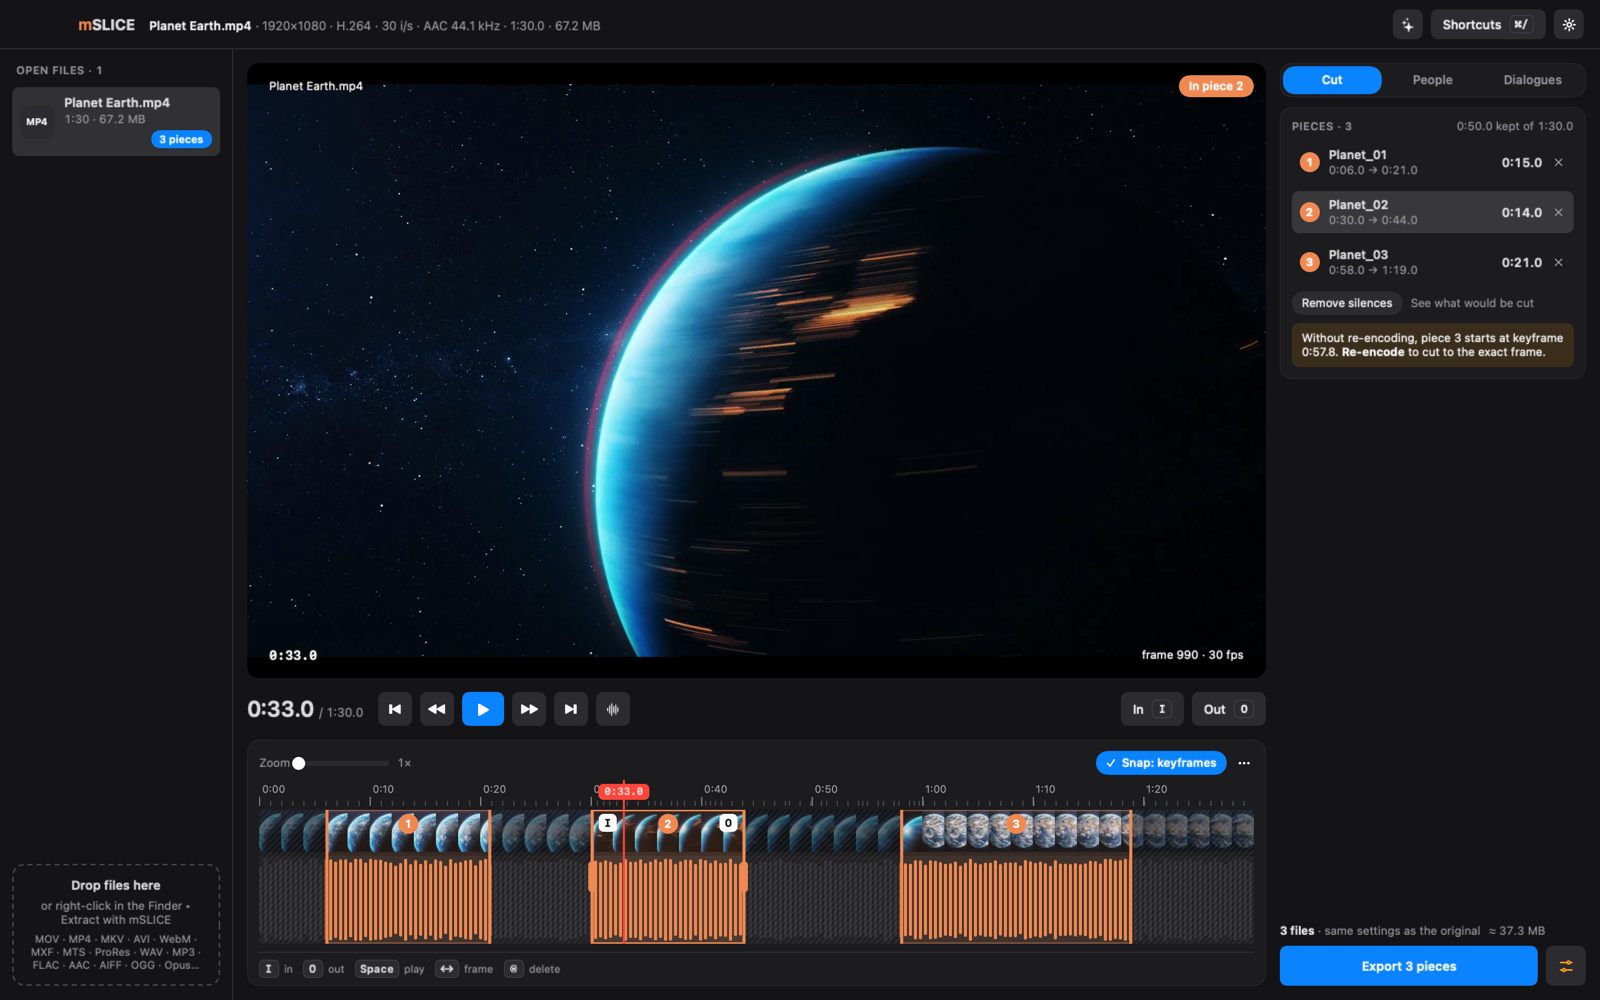 mSLICE Planet Earth.mp4 · 1920×1080 · H.264 · 30 i/s · AAC 44.1 kHz · 1:30.0 · 67.2 MB
Shortcuts ⌘/
OPEN FILES · 1
MP4
Planet Earth.mp4
1:30 · 67.2 MB
3 pieces
Drop files here
or right-click in the Finder ▸
Extract with mSLICE
MOV · MP4 · MKV · AVI · WebM ·
MXF · MTS · ProRes · WAV · MP3 ·
FLAC · AAC · AIFF · OGG · Opus...
Planet Earth.mp4
In piece 2
0:33.0
frame 990 · 30 fps
0:33.0 / 1:30.0
In I
Out O
Zoom 1×
✓ Snap: keyframes ···
0:00 0:10 0:20 0:33.0 0:40 0:50 1:00 1:10 1:20
1 I 2 O 3
I in O out Space play ↔ frame ⌫ delete
Cut People Dialogues
PIECES · 3 0:50.0 kept of 1:30.0
1 Planet_01 0:15.0 ×
0:06.0 → 0:21.0
2 Planet_02 0:14.0 ×
0:30.0 → 0:44.0
3 Planet_03 0:21.0 ×
0:58.0 → 1:19.0
Remove silences See what would be cut
Without re-encoding, piece 3 starts at keyframe
0:57.8. Re-encode to cut to the exact frame.
3 files · same settings as the original ≈ 37.3 MB
Export 3 pieces